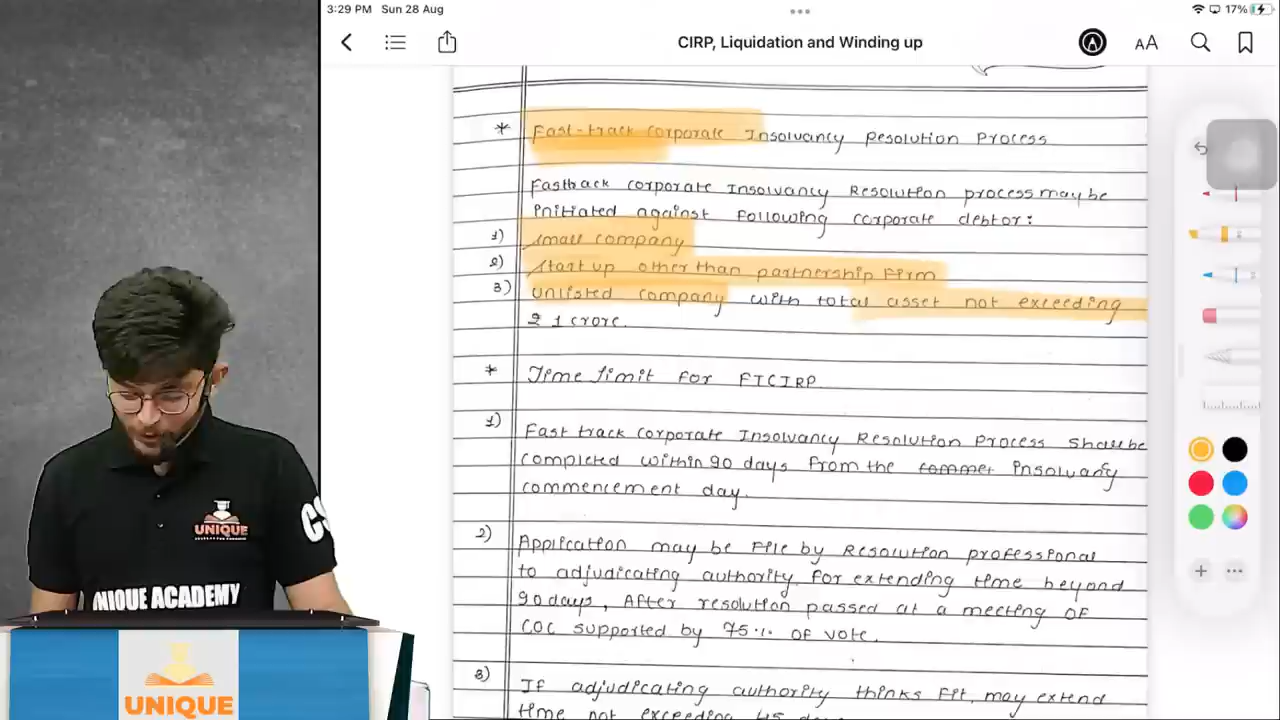 3:29 PM Sun 28 Aug
17%
CIRP, Liquidation and Winding up
AA
* Fast-track Corporate Insolvancy Resolution Process
Fastrack corporate Insolvancy Resolution process may be
initiated against following corporate debtor:
1) small company
2) start up other than partnership Firm
3) Unlisted company with total asset not exceeding
₹ 1 crore.
* Time limit for FTCIRP
1) Fast track corporate Insolvancy Resolution Process shall be
completed within 90 days from the commet insolvancy
commencement day.
2) Application may be File by Resolution professional
to adjudicating authority for extending time beyond
90 days, After resolution passed at a meeting OF
COC supported by 75% of vote.
3) If adjudicating authority thinks Fit, may extend
time not exceeding 45 days
UNIQUE
CS
UNIQUE ACADEMY
UNIQUE